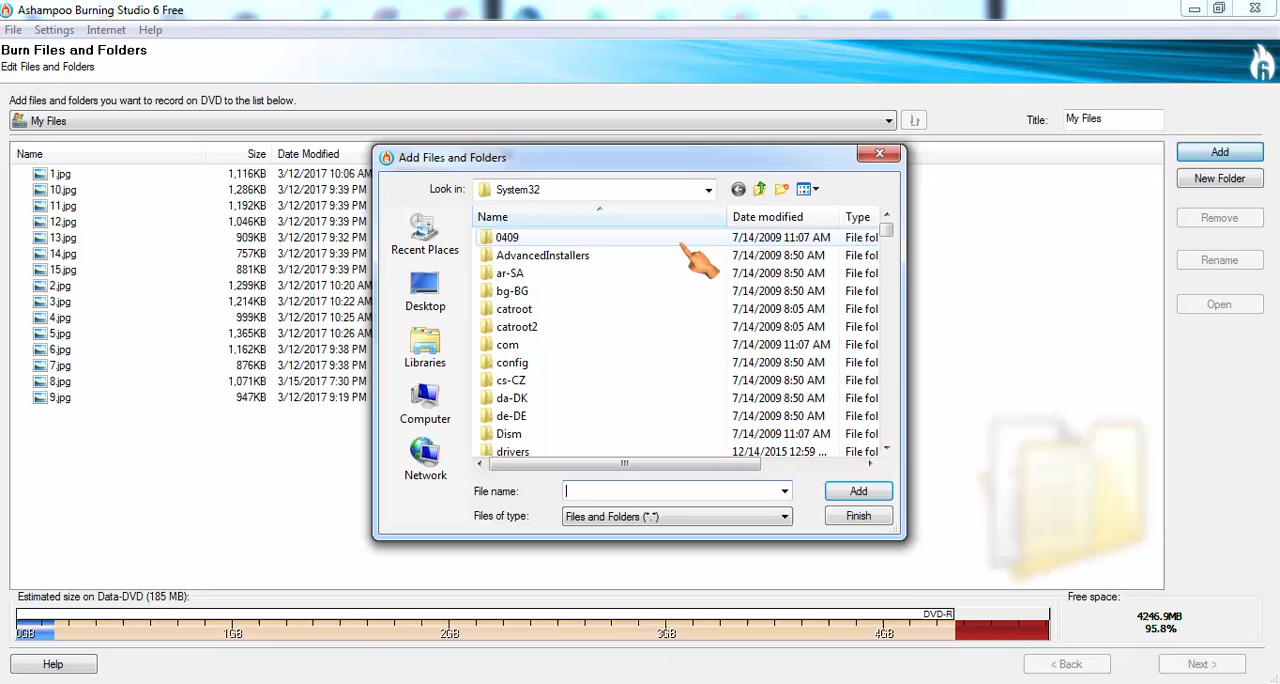 Ashampoo Burning Studio 6 Free
File Settings Internet Help
Burn Files and Folders
Edit Files and Folders
Add files and folders you want to record on DVD to the list below.
My Files Title: My Files
Name Size Date Modified
1.jpg 1,116KB 3/12/2017 10:06 AM
10.jpg 1,286KB 3/12/2017 9:39 PM
11.jpg 1,192KB 3/12/2017 9:39 PM
12.jpg 1,046KB 3/12/2017 9:39 PM
13.jpg 909KB 3/12/2017 9:32 PM
14.jpg 757KB 3/12/2017 9:39 PM
15.jpg 881KB 3/12/2017 9:39 PM
2.jpg 1,299KB 3/12/2017 10:20 AM
3.jpg 1,214KB 3/12/2017 10:22 AM
4.jpg 999KB 3/12/2017 10:25 AM
5.jpg 1,365KB 3/12/2017 10:26 AM
6.jpg 1,162KB 3/12/2017 9:38 PM
7.jpg 876KB 3/12/2017 9:38 PM
8.jpg 1,071KB 3/15/2017 7:30 PM
9.jpg 947KB 3/12/2017 9:19 PM
Add
New Folder
Remove
Rename
Open
Add Files and Folders
Look in: System32
Recent Places
Desktop
Libraries
Computer
Network
Name Date modified Type
0409 7/14/2009 11:07 AM File fol
AdvancedInstallers 7/14/2009 8:50 AM File fol
ar-SA 7/14/2009 8:50 AM File fol
bg-BG 7/14/2009 8:50 AM File fol
catroot 7/14/2009 8:05 AM File fol
catroot2 7/14/2009 8:05 AM File fol
com 7/14/2009 11:07 AM File fol
config 7/14/2009 8:50 AM File fol
cs-CZ 7/14/2009 8:50 AM File fol
da-DK 7/14/2009 8:50 AM File fol
de-DE 7/14/2009 8:50 AM File fol
Dism 7/14/2009 11:07 AM File fol
drivers 12/14/2015 12:59 ... File fol
File name: Add
Files of type: Files and Folders (*.*) Finish
Estimated size on Data-DVD (185 MB): Free space:
DVD-R
0GB 1GB 2GB 3GB 4GB
4246.9MB
95.8%
Help < Back Next >